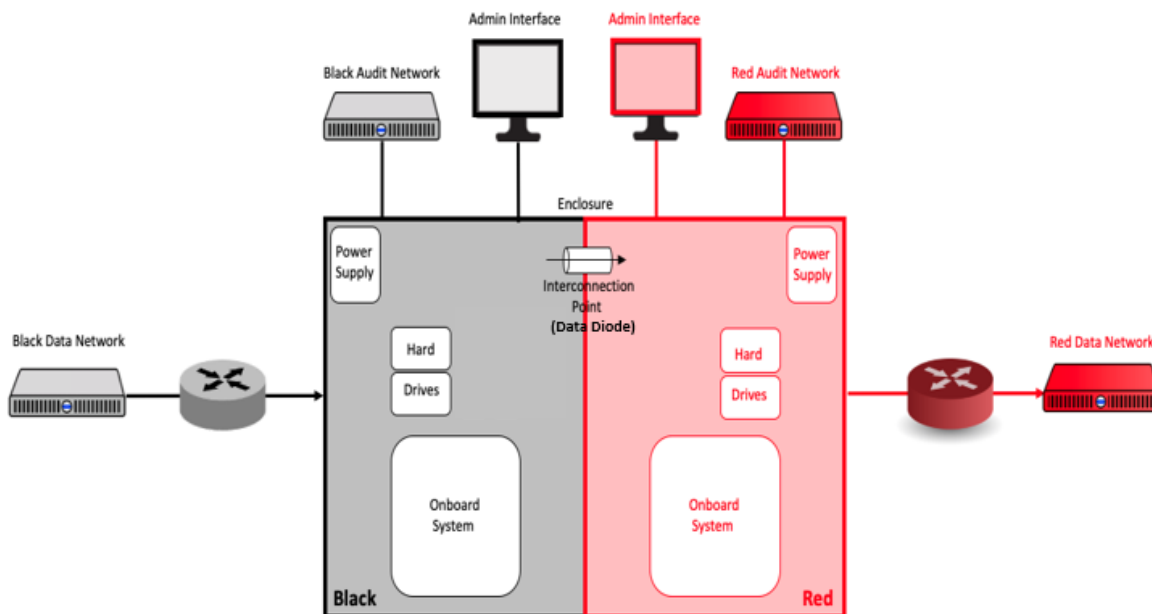 Admin Interface
Admin Interface
Black Audit Network
Red Audit Network
Enclosure
Power
Supply
Power
Supply
Interconnection
Point
(Data Diode)
Black Data Network
Red Data Network
Hard
Drives
Hard
Drives
Onboard
System
Onboard
System
Black
Red